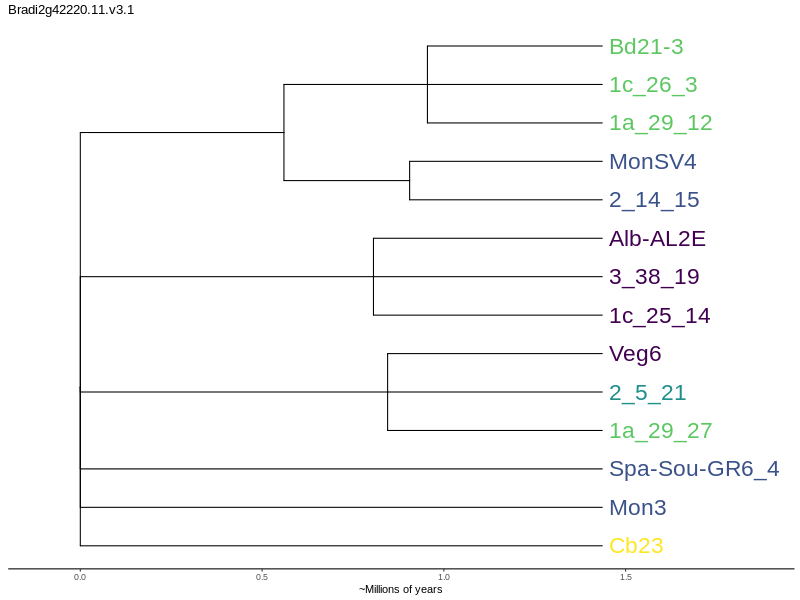 Bradi2g42220.11.v3.1
Bd21-3
1c_26_3
1a_29_12
MonSV4
2_14_15
Alb-AL2E
3_38_19
1c_25_14
Veg6
2_5_21
1a_29_27
Spa-Sou-GR6_4
Mon3
Cb23
0.0 0.5 1.0 1.5
~Millions of years